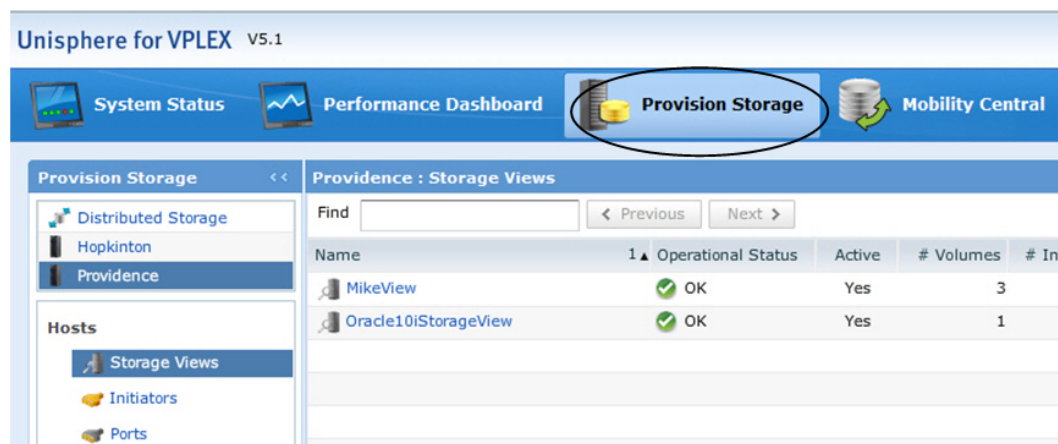 Unisphere for VPLEX V5.1
System Status Performance Dashboard Provision Storage Mobility Central
Provision Storage <<
Distributed Storage
Hopkinton
Providence
Hosts
Storage Views
Initiators
Ports
Providence : Storage Views
Find < Previous Next >
Name 1 Operational Status Active # Volumes # In
MikeView OK Yes 3
Oracle10iStorageView OK Yes 1